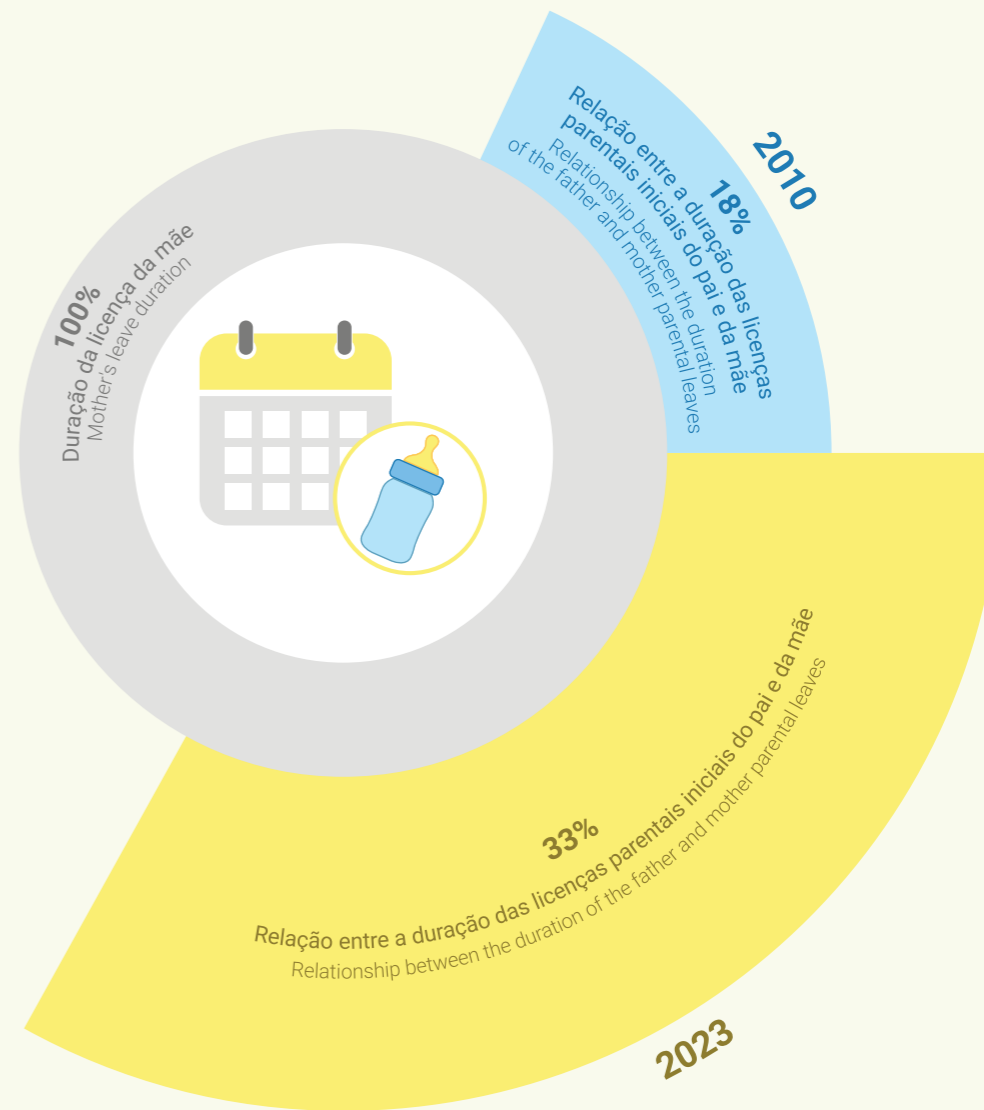 100%
Duração da licença da mãe
Mother's leave duration
2010
18%
Relação entre a duração das licenças
parentais iniciais do pai e da mãe
Relationship between the duration
of the father and mother parental leaves
33%
Relação entre a duração das licenças parentais iniciais do pai e da mãe
Relationship between the duration of the father and mother parental leaves
2023